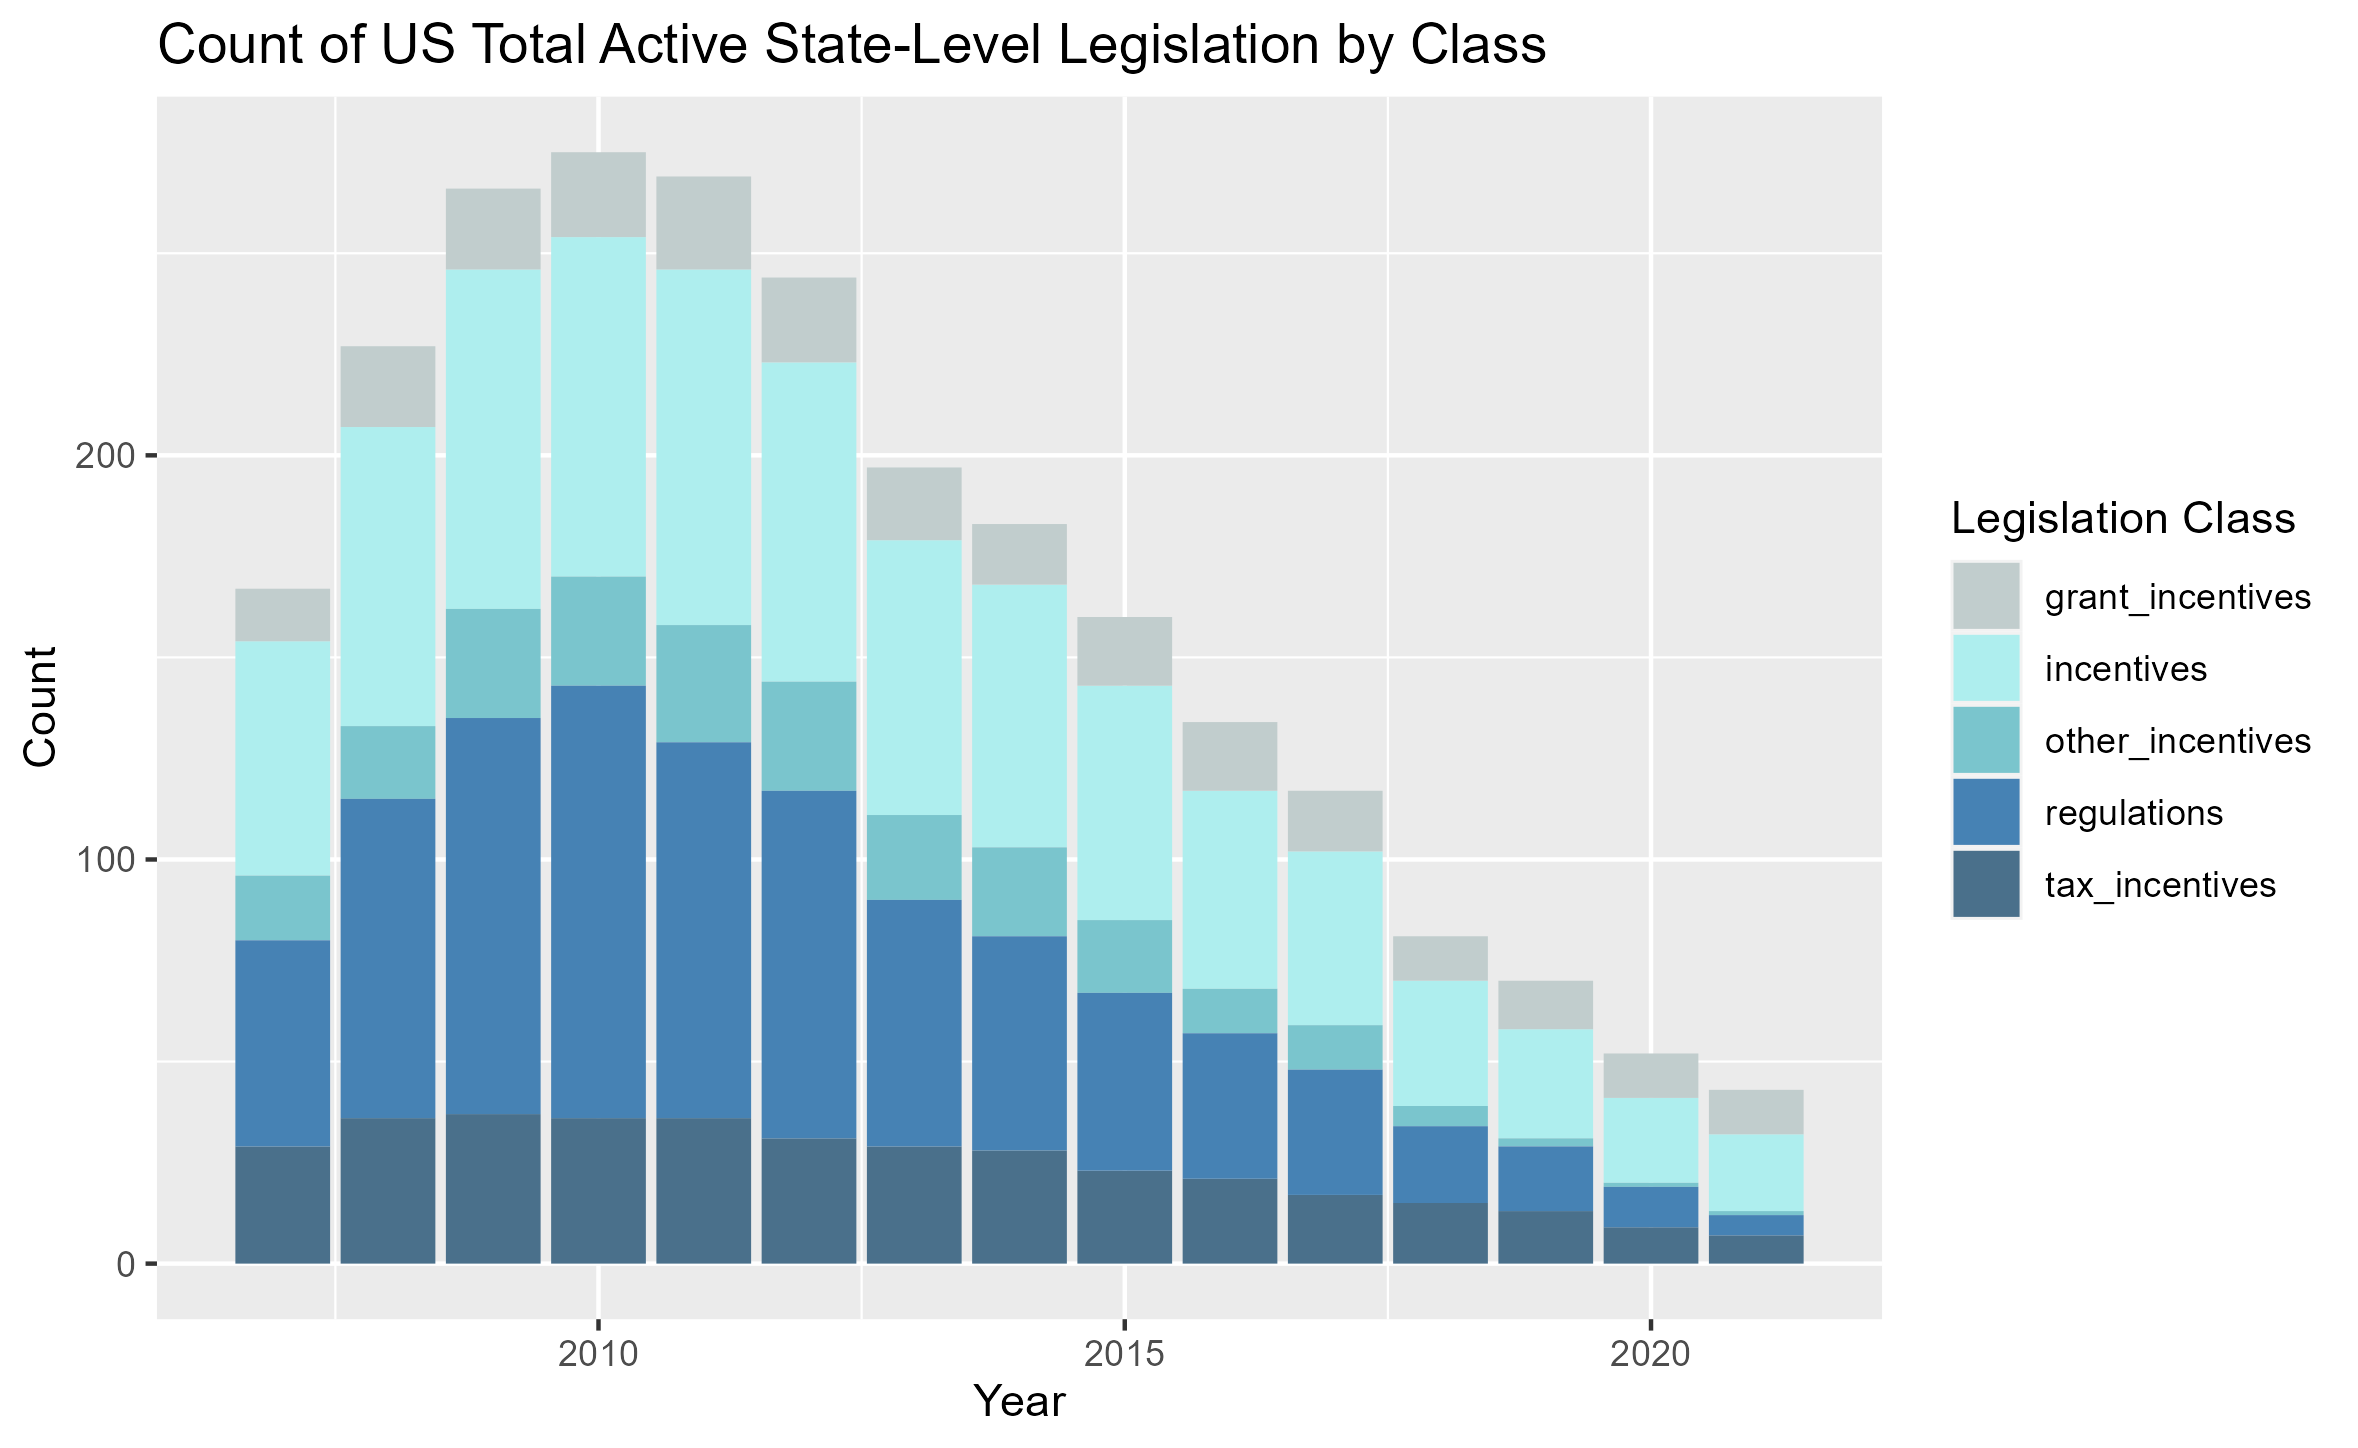 Count of US Total Active State-Level Legislation by Class
Count
200
100
0
2010
2015
2020
Year
Legislation Class
grant_incentives
incentives
other_incentives
regulations
tax_incentives